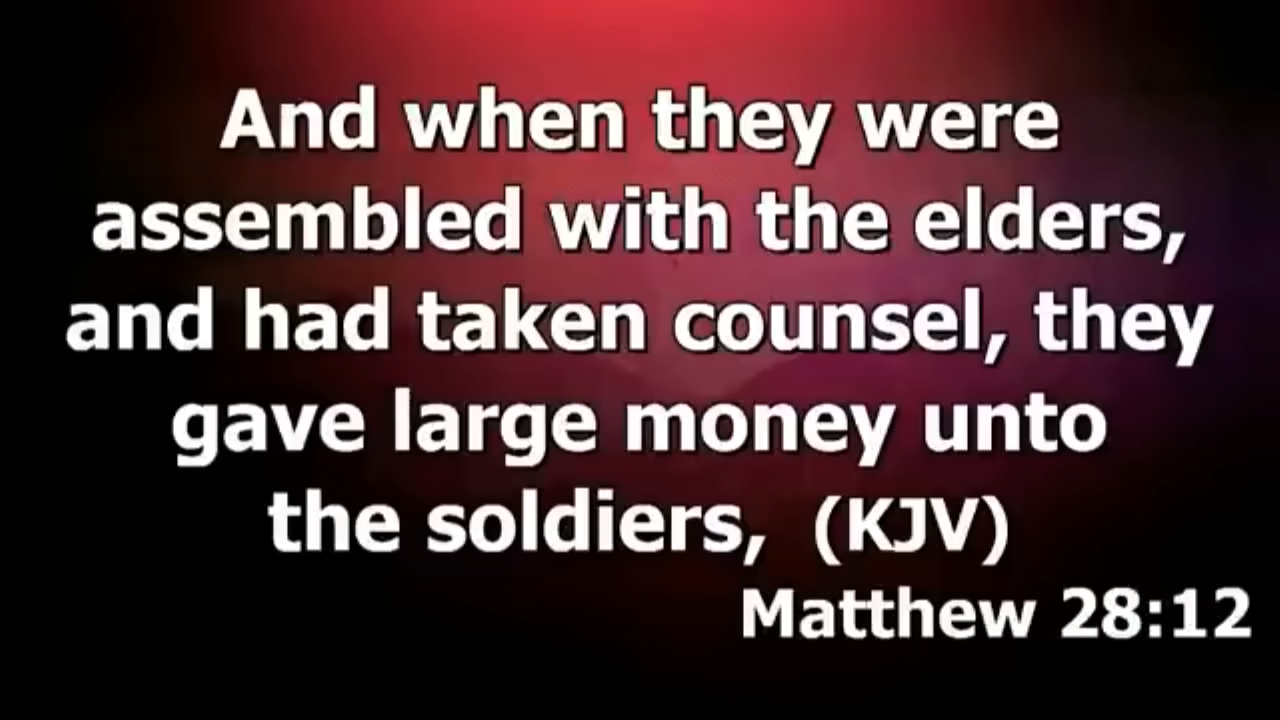 And when they were
assembled with the elders,
and had taken counsel, they
gave large money unto
the soldiers,  (KJV)
Matthew 28:12